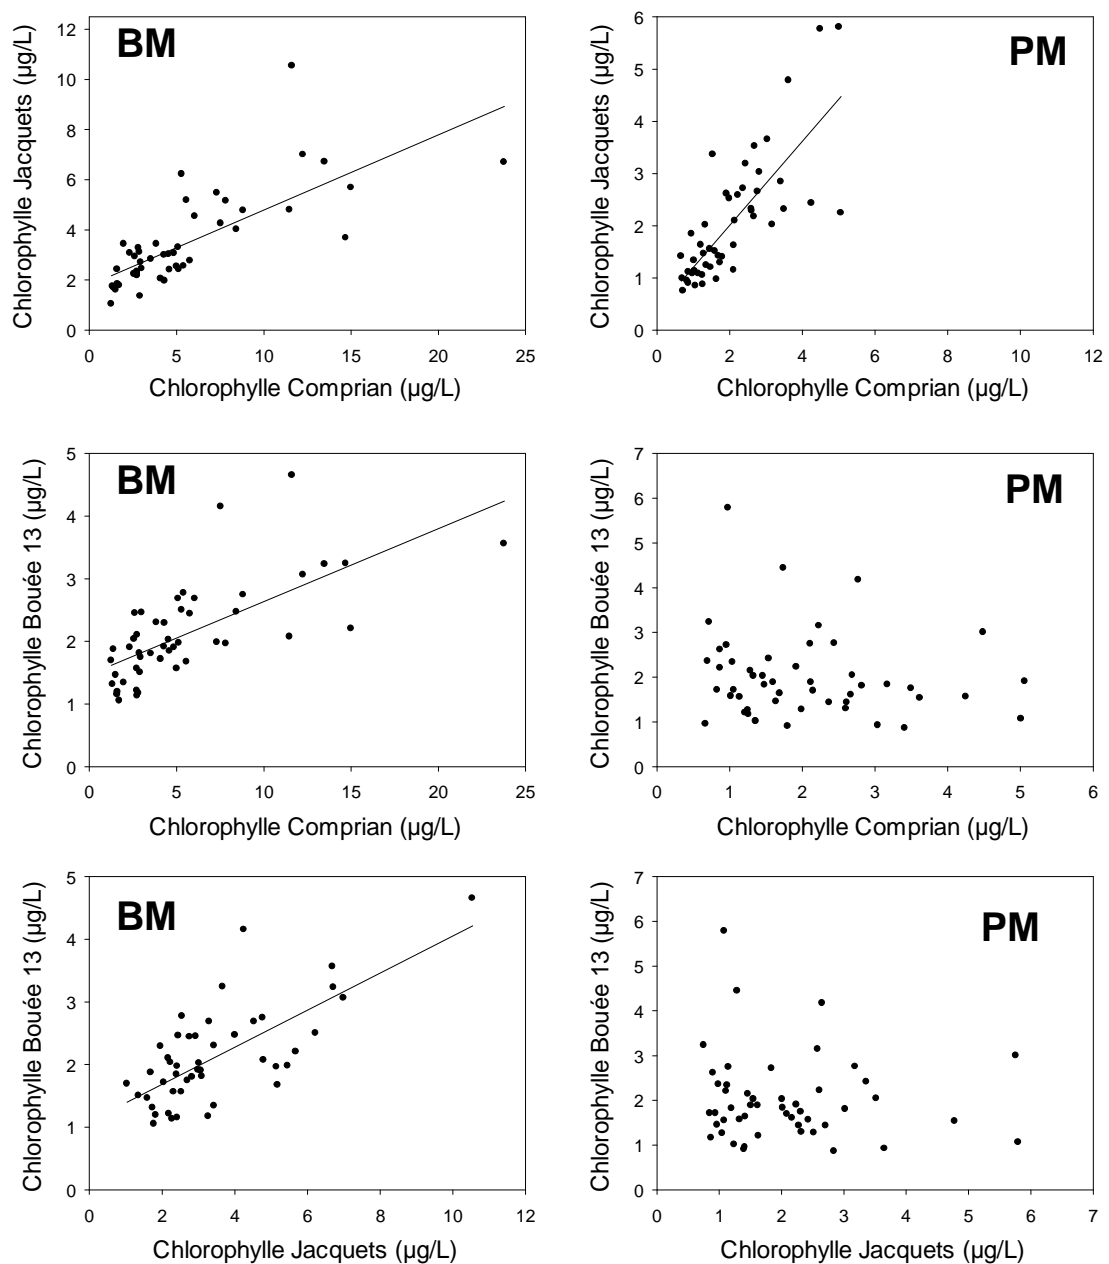 BM
Chlorophylle Jacquets (µg/L)
12
10
8
6
4
2
0
0 5 10 15 20 25
Chlorophylle Comprian (µg/L)
PM
Chlorophylle Jacquets (µg/L)
6
5
4
3
2
1
0
0 2 4 6 8 10 12
Chlorophylle Comprian (µg/L)
BM
Chlorophylle Bouée 13 (µg/L)
5
4
3
2
1
0
0 5 10 15 20 25
Chlorophylle Comprian (µg/L)
PM
Chlorophylle Bouée 13 (µg/L)
7
6
5
4
3
2
1
0
0 1 2 3 4 5 6
Chlorophylle Comprian (µg/L)
BM
Chlorophylle Bouée 13 (µg/L)
5
4
3
2
1
0
0 2 4 6 8 10 12
Chlorophylle Jacquets (µg/L)
PM
Chlorophylle Bouée 13 (µg/L)
7
6
5
4
3
2
1
0
0 1 2 3 4 5 6 7
Chlorophylle Jacquets (µg/L)